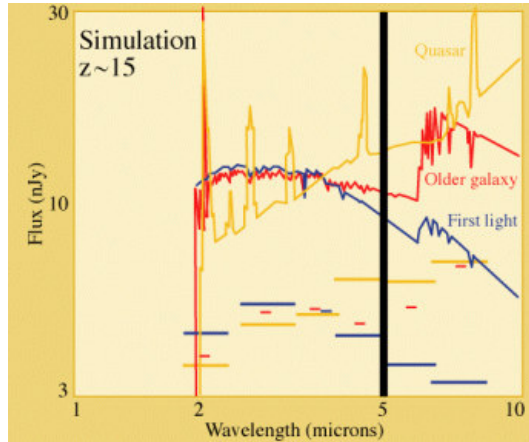 30
Simulation
z~15
Quasar
Older galaxy
First light
10
3
Flux (nJy)
1 2 5 10
Wavelength (microns)